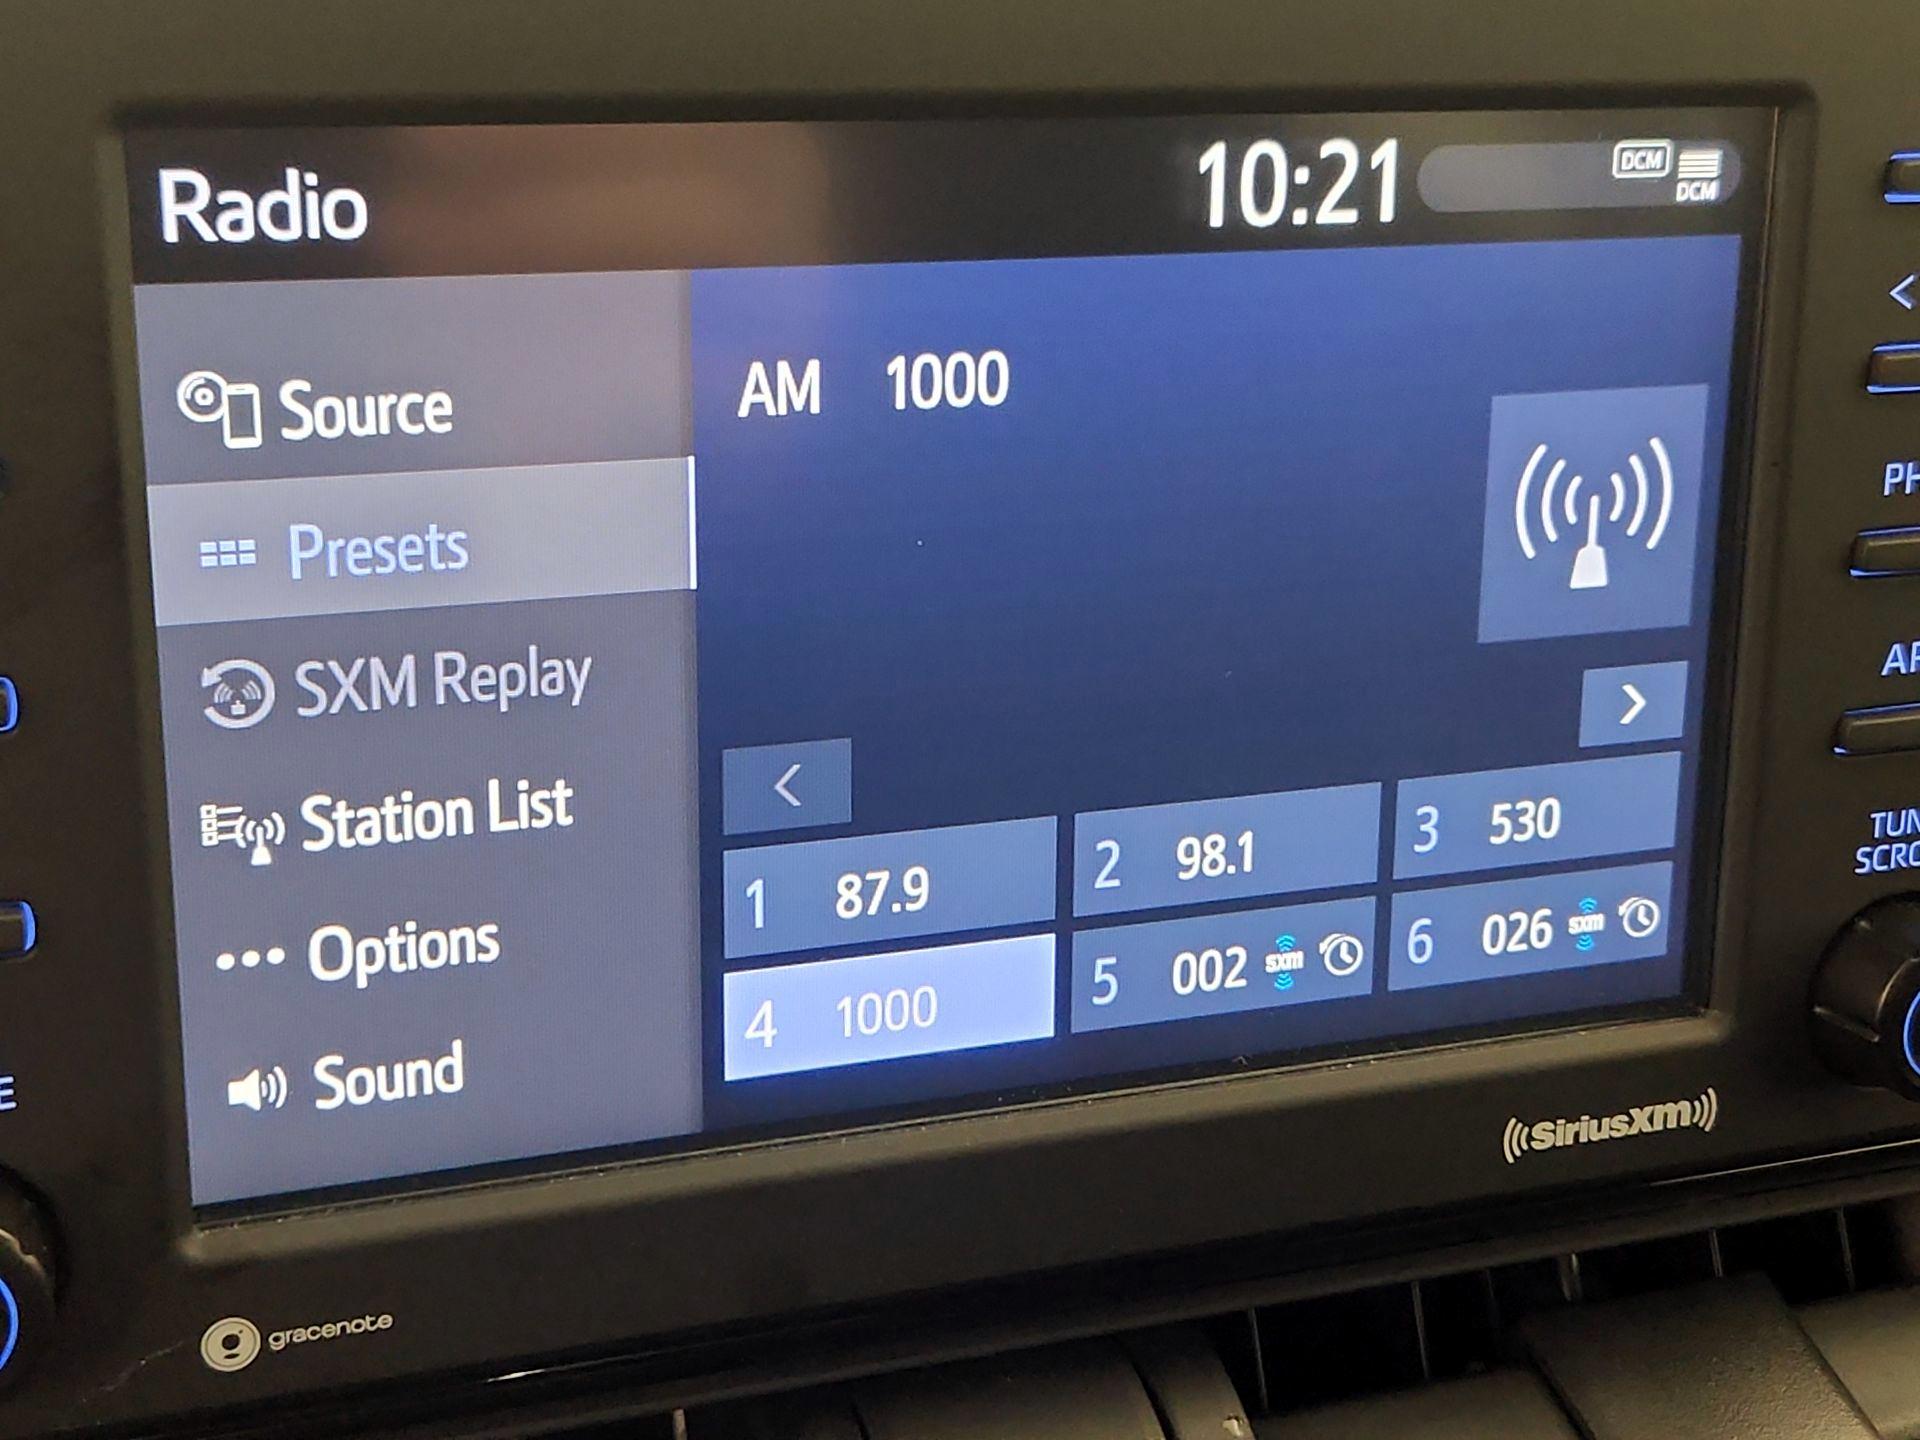 Radio
10:21
DCM
DCM
Source
Presets
SXM Replay
Station List
Options
Sound
AM 1000
<
>
1 87.9
2 98.1
3 530
4 1000
5 002 sxm
6 026 sxm
SiriusXM
gracenote
<
PH
AP
TUN
SCRO
E